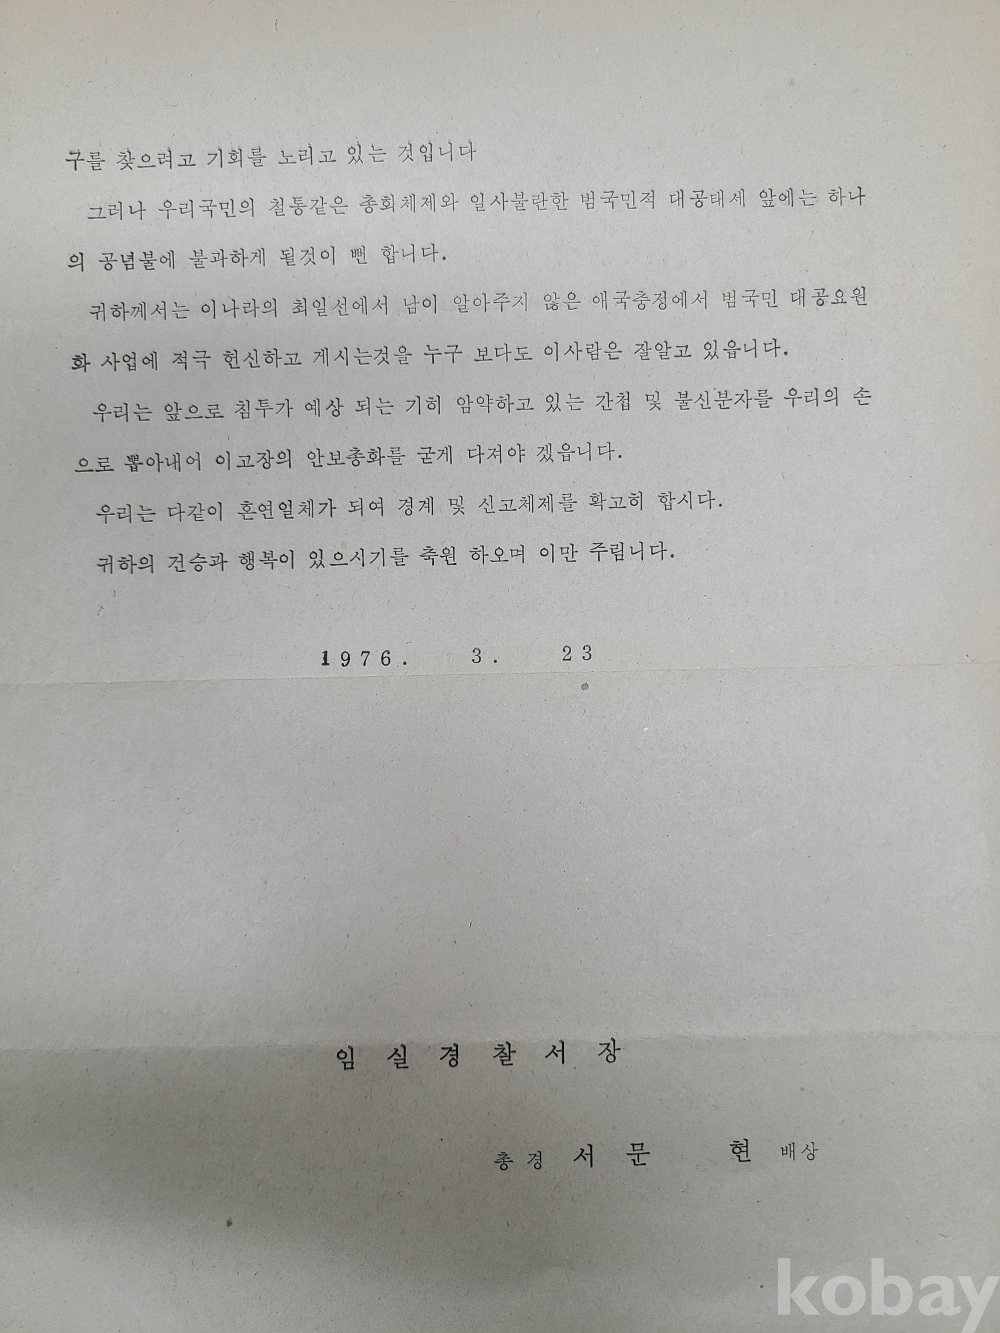 구를 찾으려고 기회를 노리고 있는 것입니다
그러나 우리국민의 철통같은 총회체제와 일사불란한 범국민적 대공태세 앞에는 하나
의 공념불에 불과하게 될것이 뻔 합니다.
귀하께서는 이나라의 최일선에서 남이 알아주지 않은 애국충정에서 범국민 대공요원
화 사업에 적극 헌신하고 게시는것을 누구 보다도 이사람은 잘알고 있읍니다.
우리는 앞으로 침투가 예상 되는 기히 암약하고 있는 간첩 및 불신분자를 우리의 손
으로 뽑아내어 이고장의 안보총화를 굳게 다져야 겠읍니다.
우리는 다같이 혼연일체가 되여 경계 및 신고체제를 확고히 합시다.
귀하의 건승과 행복이 있으시기를 축원 하오며 이만 주림니다.
1976. 3. 23
임실경찰서장
총경 서문 현 배상
kobay